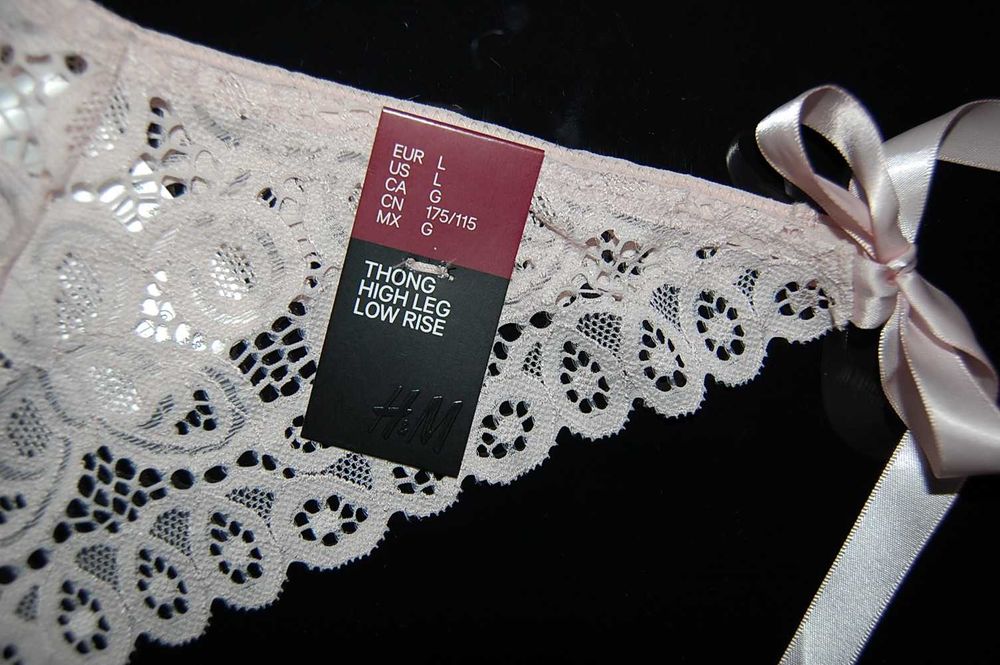 EUR L
US L
CA G
CN 175/115
MX G
THONG
HIGH LEG
LOW RISE
H&M